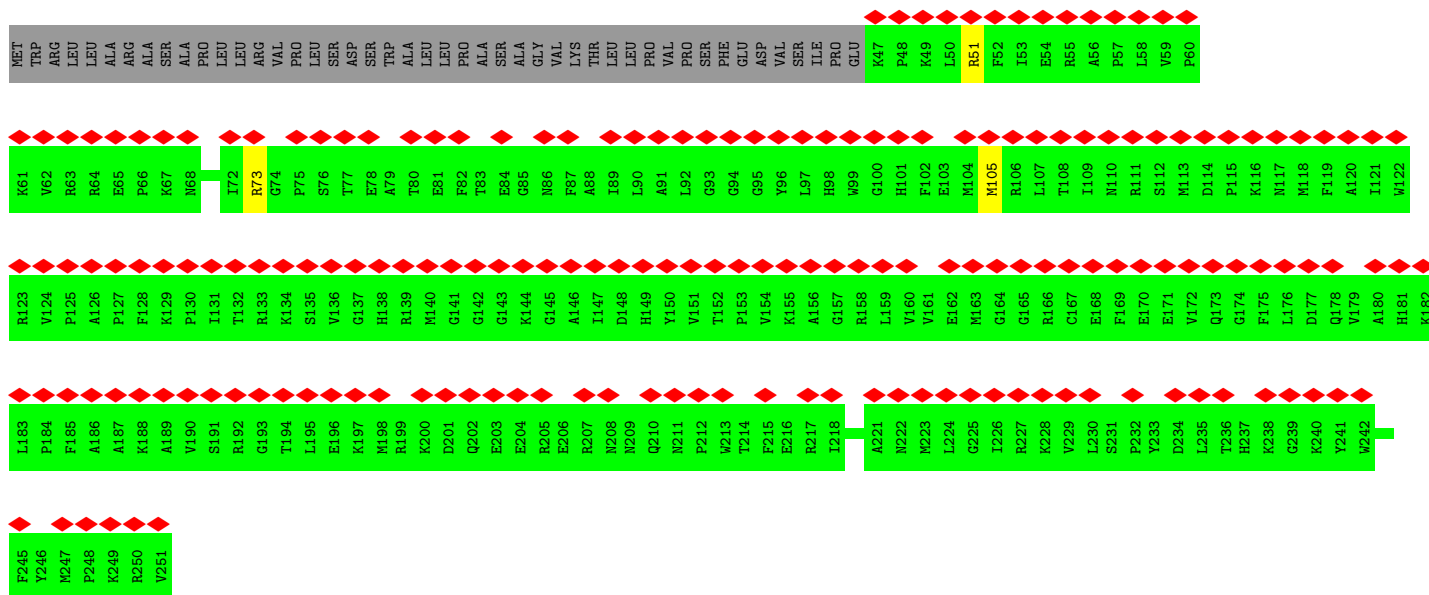 MET TRP ARG LEU LEU ALA ARG ALA SER ALA PRO LEU LEU ARG VAL PRO LEU SER ASP SER TRP ALA LEU LEU PRO ALA SER ALA GLY VAL LYS THR LEU LEU PRO VAL PRO SER PHE GLU ASP VAL SER ILE PRO GLU K47 P48 K49 L50 R51 F52 I53 E54 R55 A56 P57 L58 V59 P60
K61 V62 R63 R64 E65 P66 K67 N68 I72 R73 G74 P75 S76 T77 E78 A79 T80 E81 F82 T83 E84 G85 N86 F87 A88 I89 L90 A91 L92 G93 G94 G95 Y96 L97 H98 W99 G100 H101 F102 E103 M104 M105 R106 L107 T108 I109 N110 R111 S112 M113 D114 P115 K116 N117 M118 F119 A120 I121 W122
R123 V124 P125 A126 P127 F128 K129 P130 I131 T132 R133 K134 S135 V136 G137 H138 R139 M140 G141 G142 G143 K144 G145 A146 I147 D148 H149 Y150 V151 T152 P153 V154 K155 A156 G157 R158 L159 V160 V161 E162 M163 G164 G165 R166 C167 E168 F169 E170 E171 V172 Q173 G174 F175 L176 D177 Q178 V179 A180 H181 K182
L183 P184 F185 A186 A187 K188 A189 V190 S191 R192 G193 T194 L195 E196 K197 M198 R199 K200 D201 Q202 E203 E204 R205 E206 R207 N208 N209 Q210 N211 P212 W213 T214 F215 E216 R217 I218 A221 N222 M223 L224 G225 I226 R227 K228 V229 L230 S231 P232 Y233 D234 L235 T236 H237 K238 G239 K240 Y241 W242
F245 Y246 M247 P248 K249 R250 V251